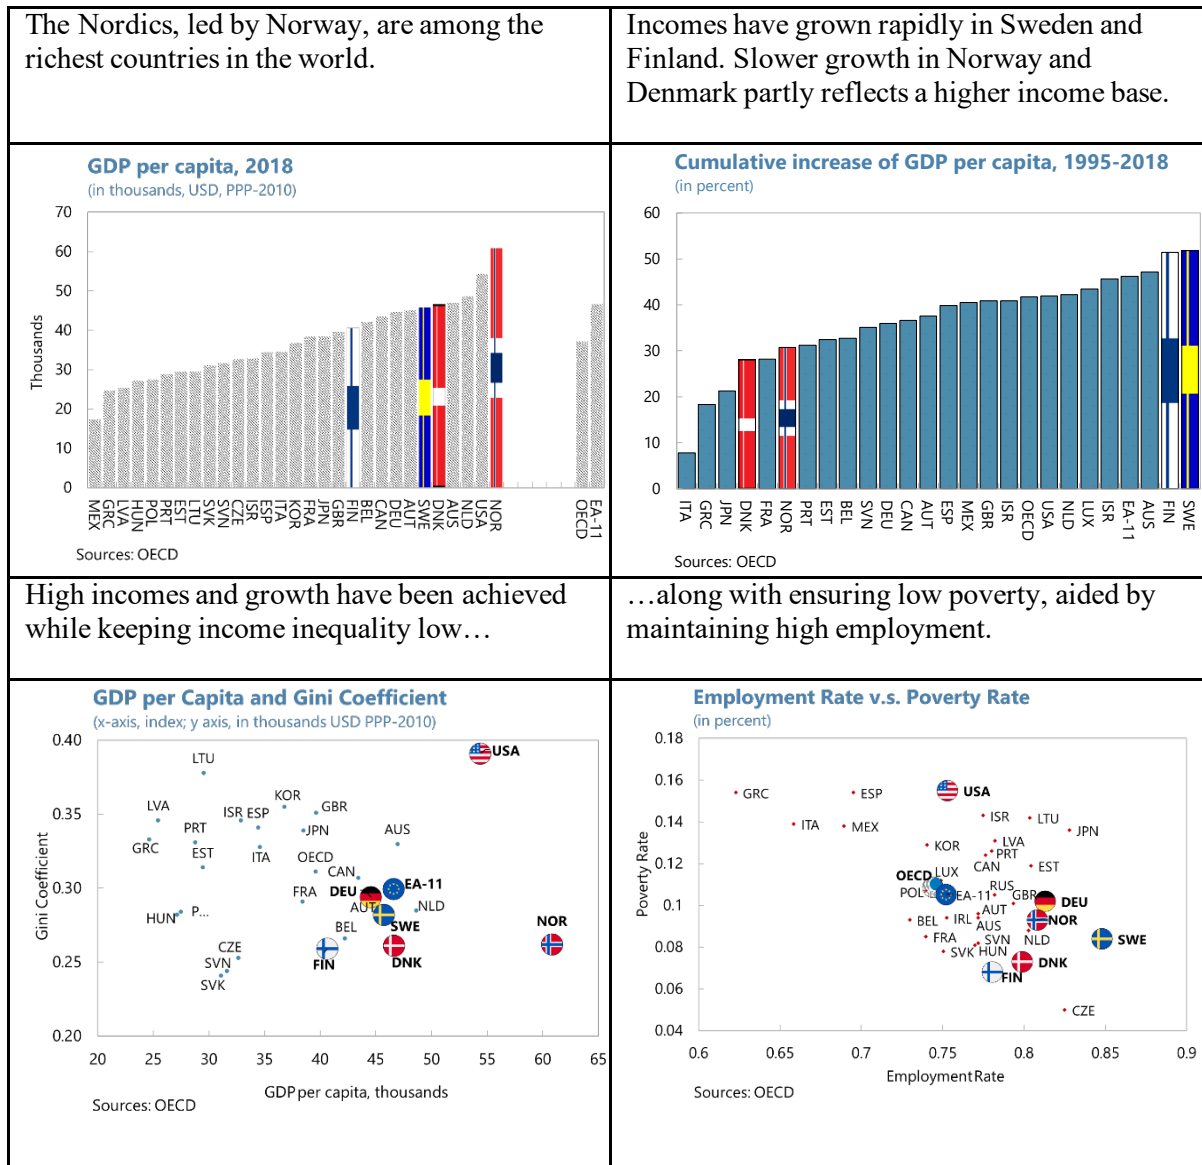 The Nordics, led by Norway, are among the
richest countries in the world.
Incomes have grown rapidly in Sweden and
Finland. Slower growth in Norway and
Denmark partly reflects a higher income base.
GDP per capita, 2018
(in thousands, USD, PPP-2010)
Thousands
70
60
50
40
30
20
10
0
MEX GRC LVA HUN POL PRT EST LTU SVK SVN CZE ISR ESP ITA KOR FRA JPN GBR FIN BEL CAN DEU AUT SWE DNK AUS NLD USA NOR OECD EA-11
Sources: OECD
Cumulative increase of GDP per capita, 1995-2018
(in percent)
60
50
40
30
20
10
0
ITA GRC JPN DNK FRA NOR PRT EST BEL SVN DEU CAN AUT ESP MEX GBR ISR OECD USA NLD LUX ISR EA-11 AUS FIN SWE
Sources: OECD
High incomes and growth have been achieved
while keeping income inequality low…
…along with ensuring low poverty, aided by
maintaining high employment.
GDP per Capita and Gini Coefficient
(x-axis, index; y axis, in thousands USD PPP-2010)
Gini Coefficient
0.40
0.35
0.30
0.25
0.20
USA
LTU
KOR
LVA
ISR ESP
GBR
PRT
JPN
AUS
GRC
EST
ITA
OECD
CAN
DEU
EA-11
FRA
AUT
NLD
HUN
P...
SWE
BEL
NOR
CZE
SVN
FIN
DNK
SVK
20 25 30 35 40 45 50 55 60 65
GDP per capita, thousands
Sources: OECD
Employment Rate v.s. Poverty Rate
(in percent)
Poverty Rate
0.18
0.16
0.14
0.12
0.10
0.08
0.06
0.04
GRC
ESP
USA
ITA
MEX
ISR
LTU
JPN
KOR
LVA
PRT
CAN
EST
OECD
LUX
POL
EA-11
RUS
GBR
DEU
BEL
IRL
AUT
AUS
NOR
FRA
SVN
NLD
SWE
SVK
HUN
FIN
DNK
CZE
0.6 0.65 0.7 0.75 0.8 0.85 0.9
Employment Rate
Sources: OECD